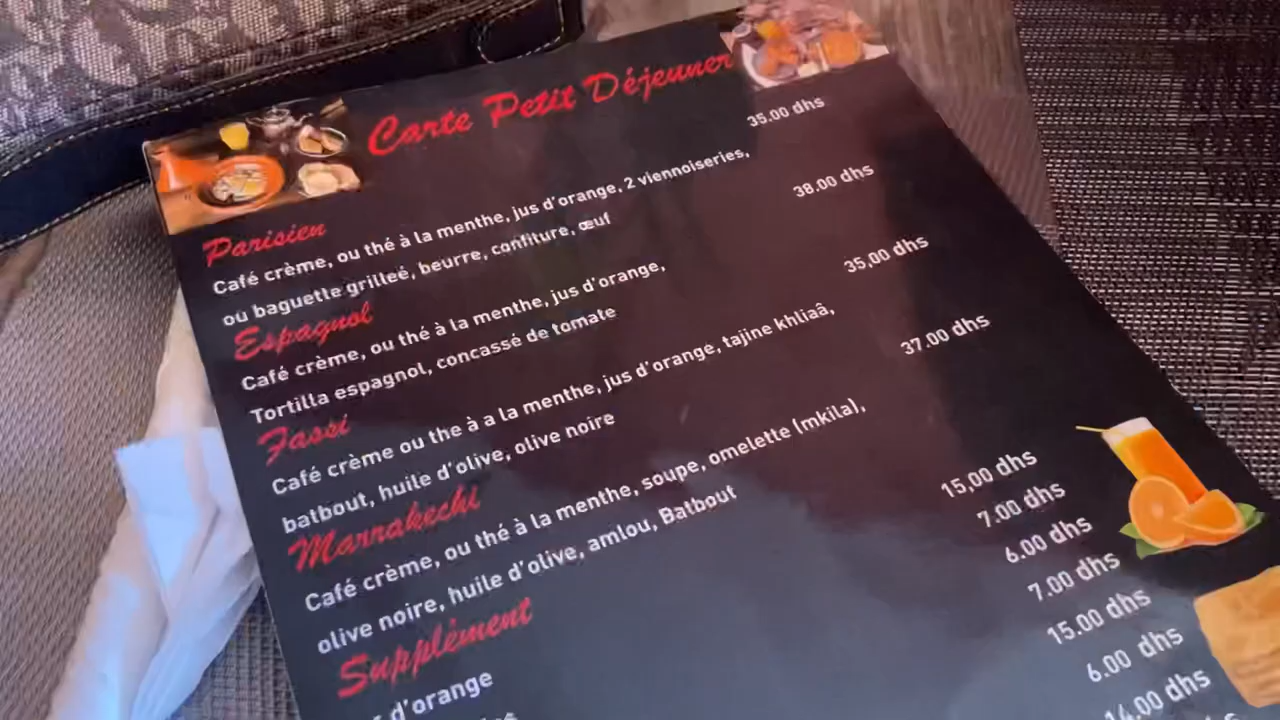 Carte Petit Déjeuner
Parisien 35.00 dhs
Café crème, ou thé à la menthe, jus d'orange, 2 viennoiseries,
ou baguette grilleé, beurre, confiture, œuf
Espagnol 38.00 dhs
Café crème, ou thé à la menthe, jus d'orange,
Tortilla espagnol, concassé de tomate
Fassi 35,00 dhs
Café crème ou the à a la menthe, jus d'orange, tajine khliaâ,
batbout, huile d'olive, olive noire
Marrakechi 37.00 dhs
Café crème, ou thé à la menthe, soupe, omelette (mkila),
olive noire, huile d'olive, amlou, Batbout
Supplément
d'orange 15,00 dhs
7.00 dhs
6.00 dhs
7.00 dhs
15.00 dhs
6.00 dhs
14.00 dhs